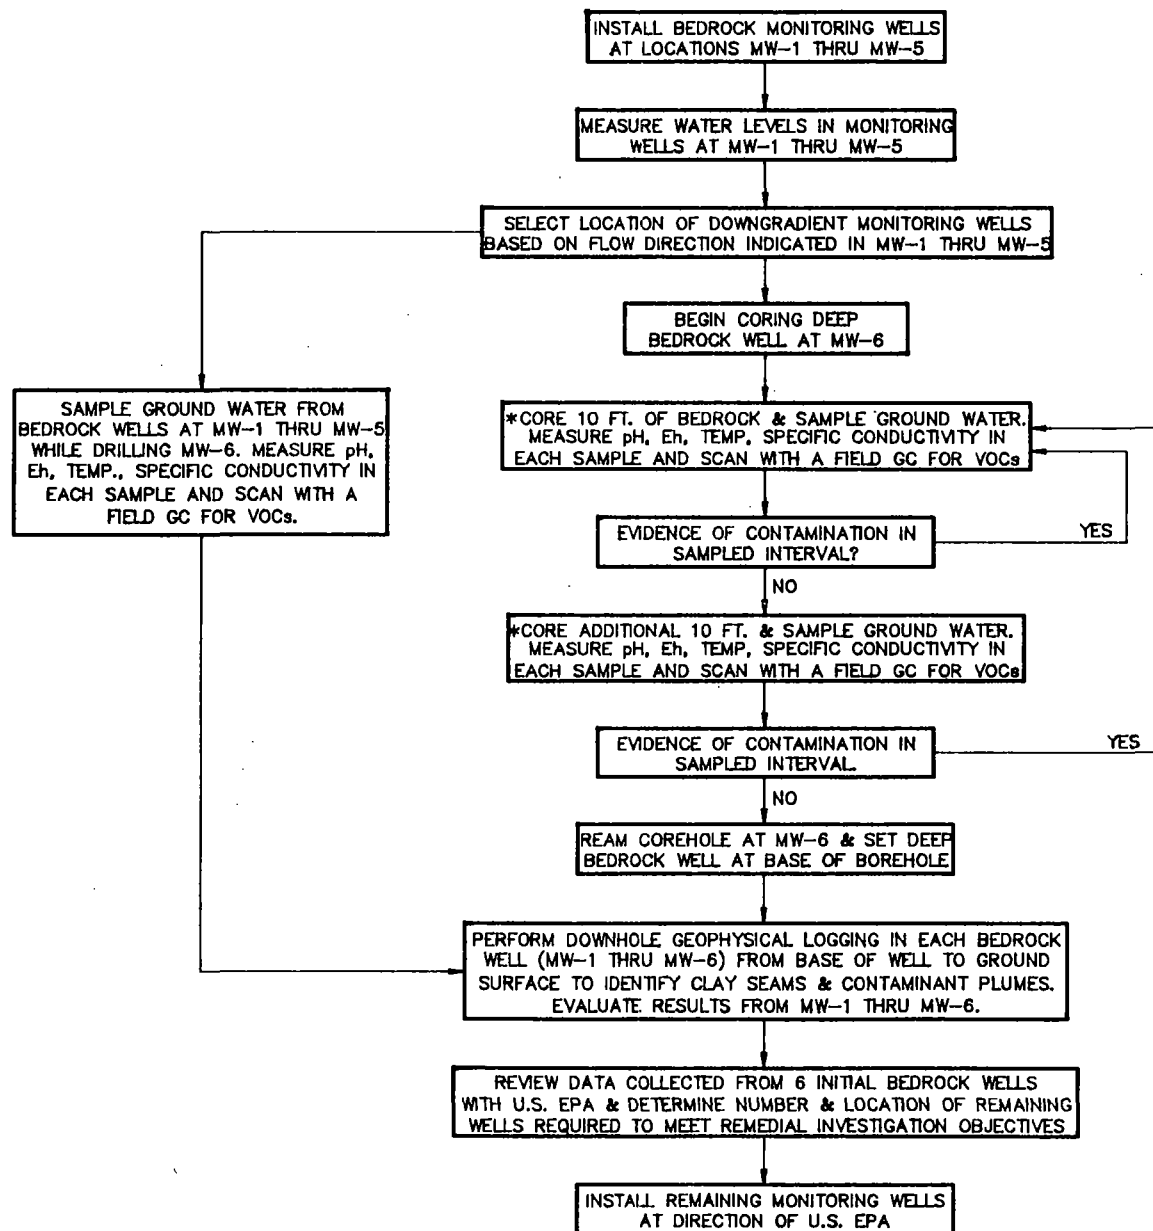 INSTALL BEDROCK MONITORING WELLS
AT LOCATIONS MW-1 THRU MW-5
MEASURE WATER LEVELS IN MONITORING
WELLS AT MW-1 THRU MW-5
SELECT LOCATION OF DOWNGRADIENT MONITORING WELLS
BASED ON FLOW DIRECTION INDICATED IN MW-1 THRU MW-5
BEGIN CORING DEEP
BEDROCK WELL AT MW-6
SAMPLE GROUND WATER FROM
BEDROCK WELLS AT MW-1 THRU MW-5
WHILE DRILLING MW-6. MEASURE pH,
Eh, TEMP., SPECIFIC CONDUCTIVITY IN
EACH SAMPLE AND SCAN WITH A
FIELD GC FOR VOCs.
*CORE 10 FT. OF BEDROCK & SAMPLE GROUND WATER.
MEASURE pH, Eh, TEMP, SPECIFIC CONDUCTIVITY IN
EACH SAMPLE AND SCAN WITH A FIELD GC FOR VOCs
EVIDENCE OF CONTAMINATION IN
SAMPLED INTERVAL?
YES
NO
*CORE ADDITIONAL 10 FT. & SAMPLE GROUND WATER.
MEASURE pH, Eh, TEMP, SPECIFIC CONDUCTIVITY IN
EACH SAMPLE AND SCAN WITH A FIELD GC FOR VOCs
EVIDENCE OF CONTAMINATION IN
SAMPLED INTERVAL.
YES
NO
REAM COREHOLE AT MW-6 & SET DEEP
BEDROCK WELL AT BASE OF BOREHOLE
PERFORM DOWNHOLE GEOPHYSICAL LOGGING IN EACH BEDROCK
WELL (MW-1 THRU MW-6) FROM BASE OF WELL TO GROUND
SURFACE TO IDENTIFY CLAY SEAMS & CONTAMINANT PLUMES.
EVALUATE RESULTS FROM MW-1 THRU MW-6.
REVIEW DATA COLLECTED FROM 6 INITIAL BEDROCK WELLS
WITH U.S. EPA & DETERMINE NUMBER & LOCATION OF REMAINING
WELLS REQUIRED TO MEET REMEDIAL INVESTIGATION OBJECTIVES
INSTALL REMAINING MONITORING WELLS
AT DIRECTION OF U.S. EPA